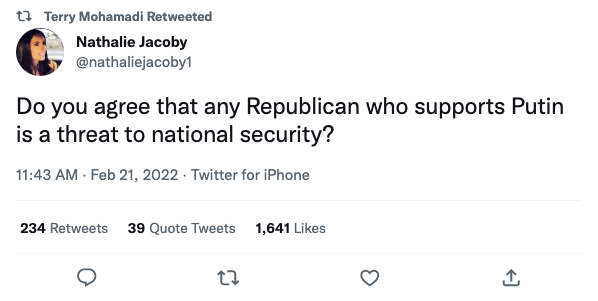 Terry Mohamadi Retweeted
Nathalie Jacoby
@nathaliejacoby1
Do you agree that any Republican who supports Putin
is a threat to national security?
11:43 AM · Feb 21, 2022 · Twitter for iPhone
234 Retweets 39 Quote Tweets 1,641 Likes